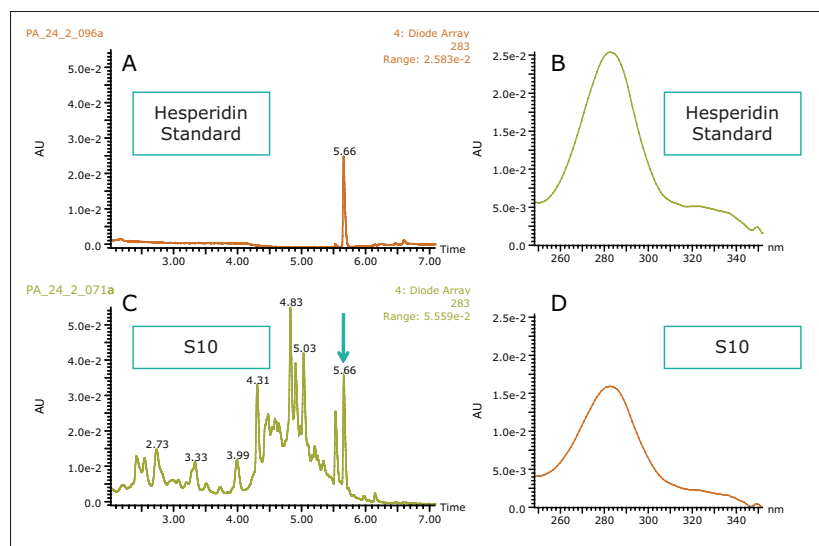 PA_24_2_096a
4: Diode Array
283
Range: 2.583e-2
A
Hesperidin
Standard
5.66
AU
5.0e-2
4.0e-2
3.0e-2
2.0e-2
1.0e-2
0.0
3.00
4.00
5.00
6.00
7.00
Time
B
Hesperidin
Standard
AU
2.5e-2
2.0e-2
1.5e-2
1.0e-2
5.0e-3
0.0
260
280
300
320
340
nm
PA_24_2_071a
4: Diode Array
283
Range: 5.559e-2
C
S10
2.73
3.33
3.99
4.31
4.83
5.03
5.66
AU
5.0e-2
4.0e-2
3.0e-2
2.0e-2
1.0e-2
0.0
3.00
4.00
5.00
6.00
7.00
Time
D
S10
AU
2.5e-2
2.0e-2
1.5e-2
1.0e-2
5.0e-3
0.0
260
280
300
320
340
nm